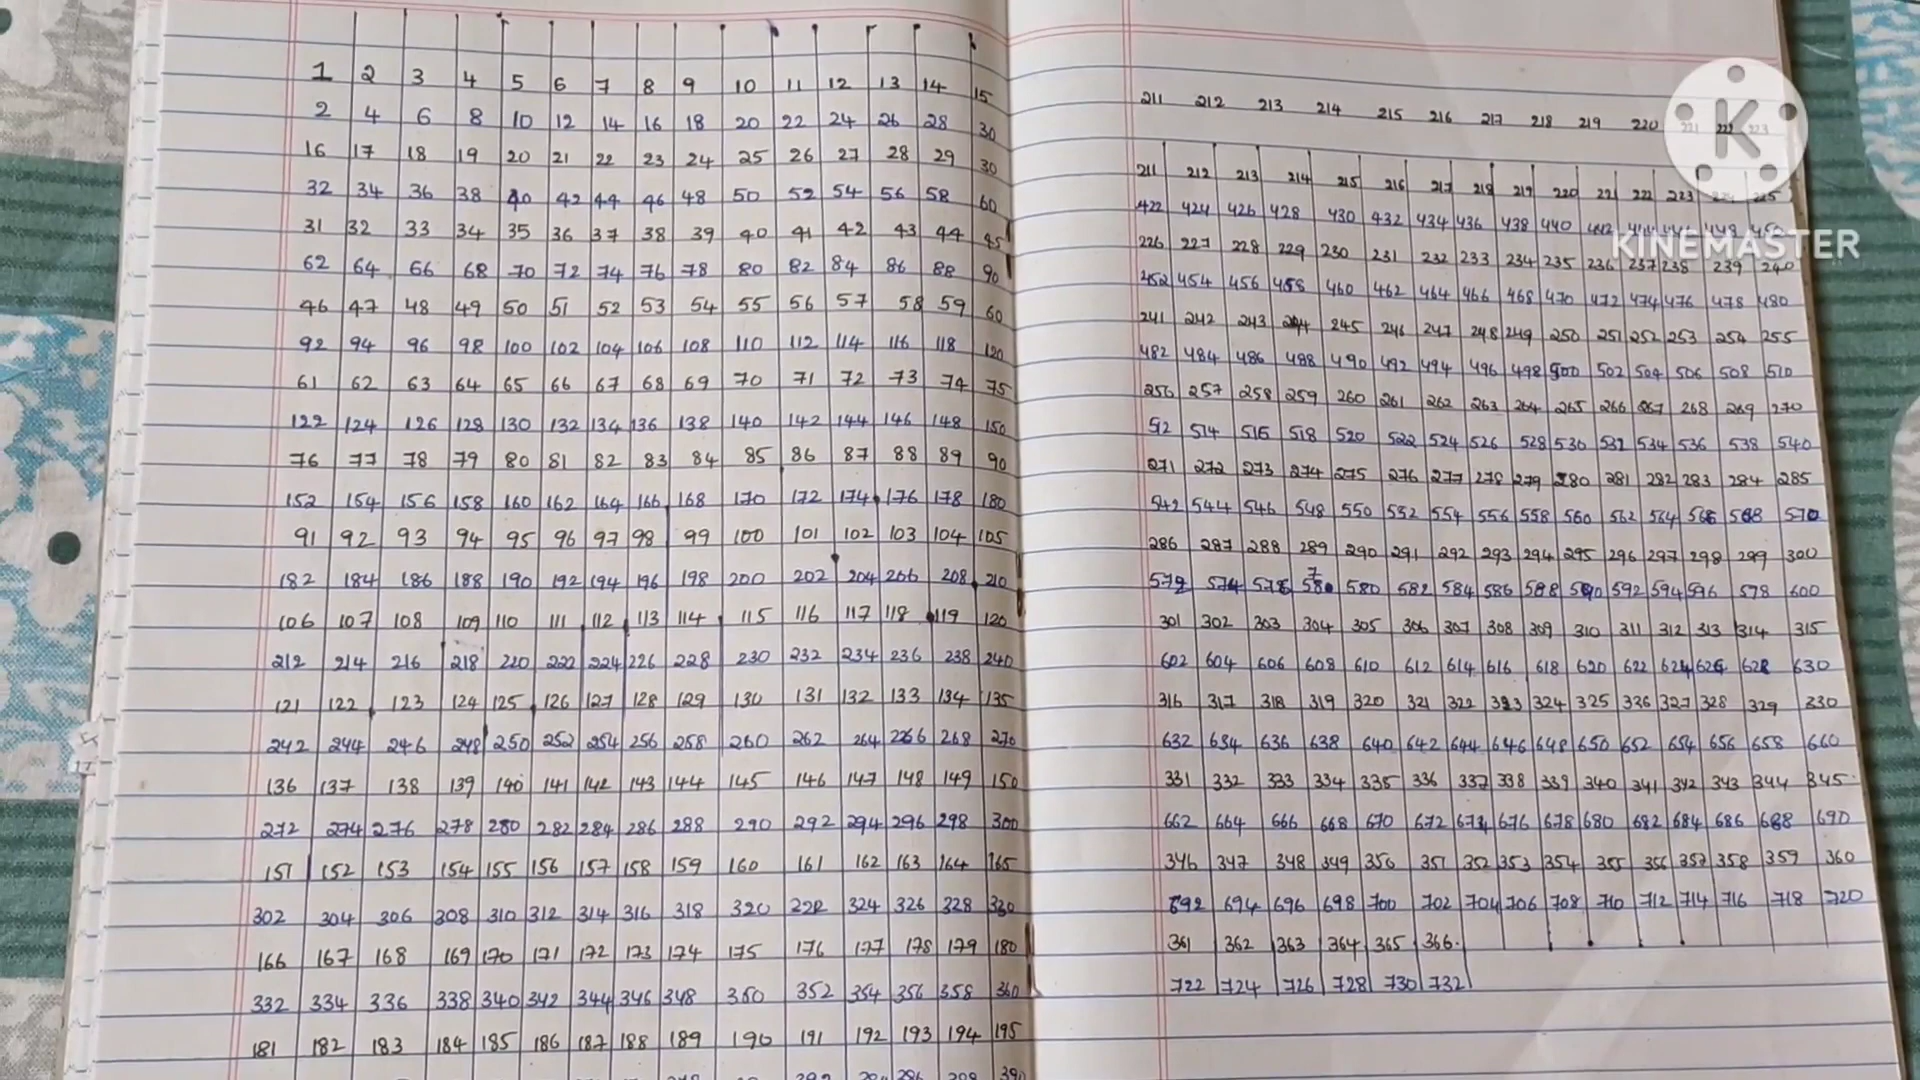 1 2 3 4 5 6 7 8 9 10 11 12 13 14 15
2 4 6 8 10 12 14 16 18 20 22 24 26 28 30
16 17 18 19 20 21 22 23 24 25 26 27 28 29 30
32 34 36 38 40 42 44 46 48 50 52 54 56 58 60
31 32 33 34 35 36 37 38 39 40 41 42 43 44 45
62 64 66 68 70 72 74 76 78 80 82 84 86 88 90
46 47 48 49 50 51 52 53 54 55 56 57 58 59 60
92 94 96 98 100 102 104 106 108 110 112 114 116 118 120
61 62 63 64 65 66 67 68 69 70 71 72 73 74 75
122 124 126 128 130 132 134 136 138 140 142 144 146 148 150
76 77 78 79 80 81 82 83 84 85 86 87 88 89 90
152 154 156 158 160 162 164 166 168 170 172 174 176 178 180
91 92 93 94 95 96 97 98 99 100 101 102 103 104 105
182 184 186 188 190 192 194 196 198 200 202 204 206 208 210
106 107 108 109 110 111 112 113 114 115 116 117 118 119 120
212 214 216 218 220 222 224 226 228 230 232 234 236 238 240
121 122 123 124 125 126 127 128 129 130 131 132 133 134 135
242 244 246 248 250 252 254 256 258 260 262 264 266 268 270
136 137 138 139 140 141 142 143 144 145 146 147 148 149 150
272 274 276 278 280 282 284 286 288 290 292 294 296 298 300
151 152 153 154 155 156 157 158 159 160 161 162 163 164 165
302 304 306 308 310 312 314 316 318 320 322 324 326 328 330
166 167 168 169 170 171 172 173 174 175 176 177 178 179 180
332 334 336 338 340 342 344 346 348 350 352 354 356 358 360
181 182 183 184 185 186 187 188 189 190 191 192 193 194 195
211 212 213 214 215 216 217 218 219 220 221 222 223
K
211 212 213 214 215 216 217 218 219 220 221 222 223 225
422 424 426 428 430 432 434 436 438 440 442 444 446 448 450
KINEMASTER
226 227 228 229 230 231 232 233 234 235 236 237 238 239 240
452 454 456 458 460 462 464 466 468 470 472 474 476 478 480
241 242 243 244 245 246 247 248 249 250 251 252 253 254 255
482 484 486 488 490 492 494 496 498 500 502 504 506 508 510
256 257 258 259 260 261 262 263 264 265 266 267 268 269 270
512 514 516 518 520 522 524 526 528 530 532 534 536 538 540
271 272 273 274 275 276 277 278 279 280 281 282 283 284 285
542 544 546 548 550 552 554 556 558 560 562 564 566 568 570
286 287 288 289 290 291 292 293 294 295 296 297 298 299 300
572 574 576 580 582 584 586 588 590 592 594 596 578 600
301 302 303 304 305 306 307 308 309 310 311 312 313 314 315
602 604 606 608 610 612 614 616 618 620 622 624 626 628 630
316 317 318 319 320 321 322 323 324 325 326 327 328 329 330
632 634 636 638 640 642 644 646 648 650 652 654 656 658 660
331 332 333 334 335 336 337 338 339 340 341 342 343 344 345
662 664 666 668 670 672 674 676 678 680 682 684 686 688 690
346 347 348 349 350 351 352 353 354 355 356 357 358 359 360
692 694 696 698 700 702 704 706 708 710 712 714 716 718 720
361 362 363 364 365 366.
722 724 726 728 730 732